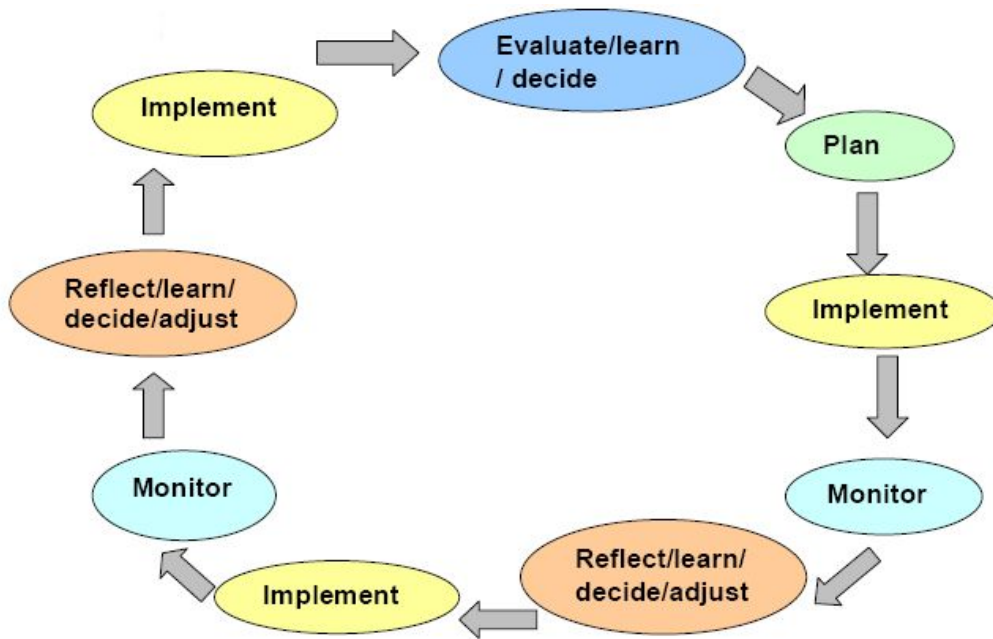 Evaluate/learn
/ decide
Plan
Implement
Monitor
Reflect/learn/
decide/adjust
Implement
Monitor
Reflect/learn/
decide/adjust
Implement